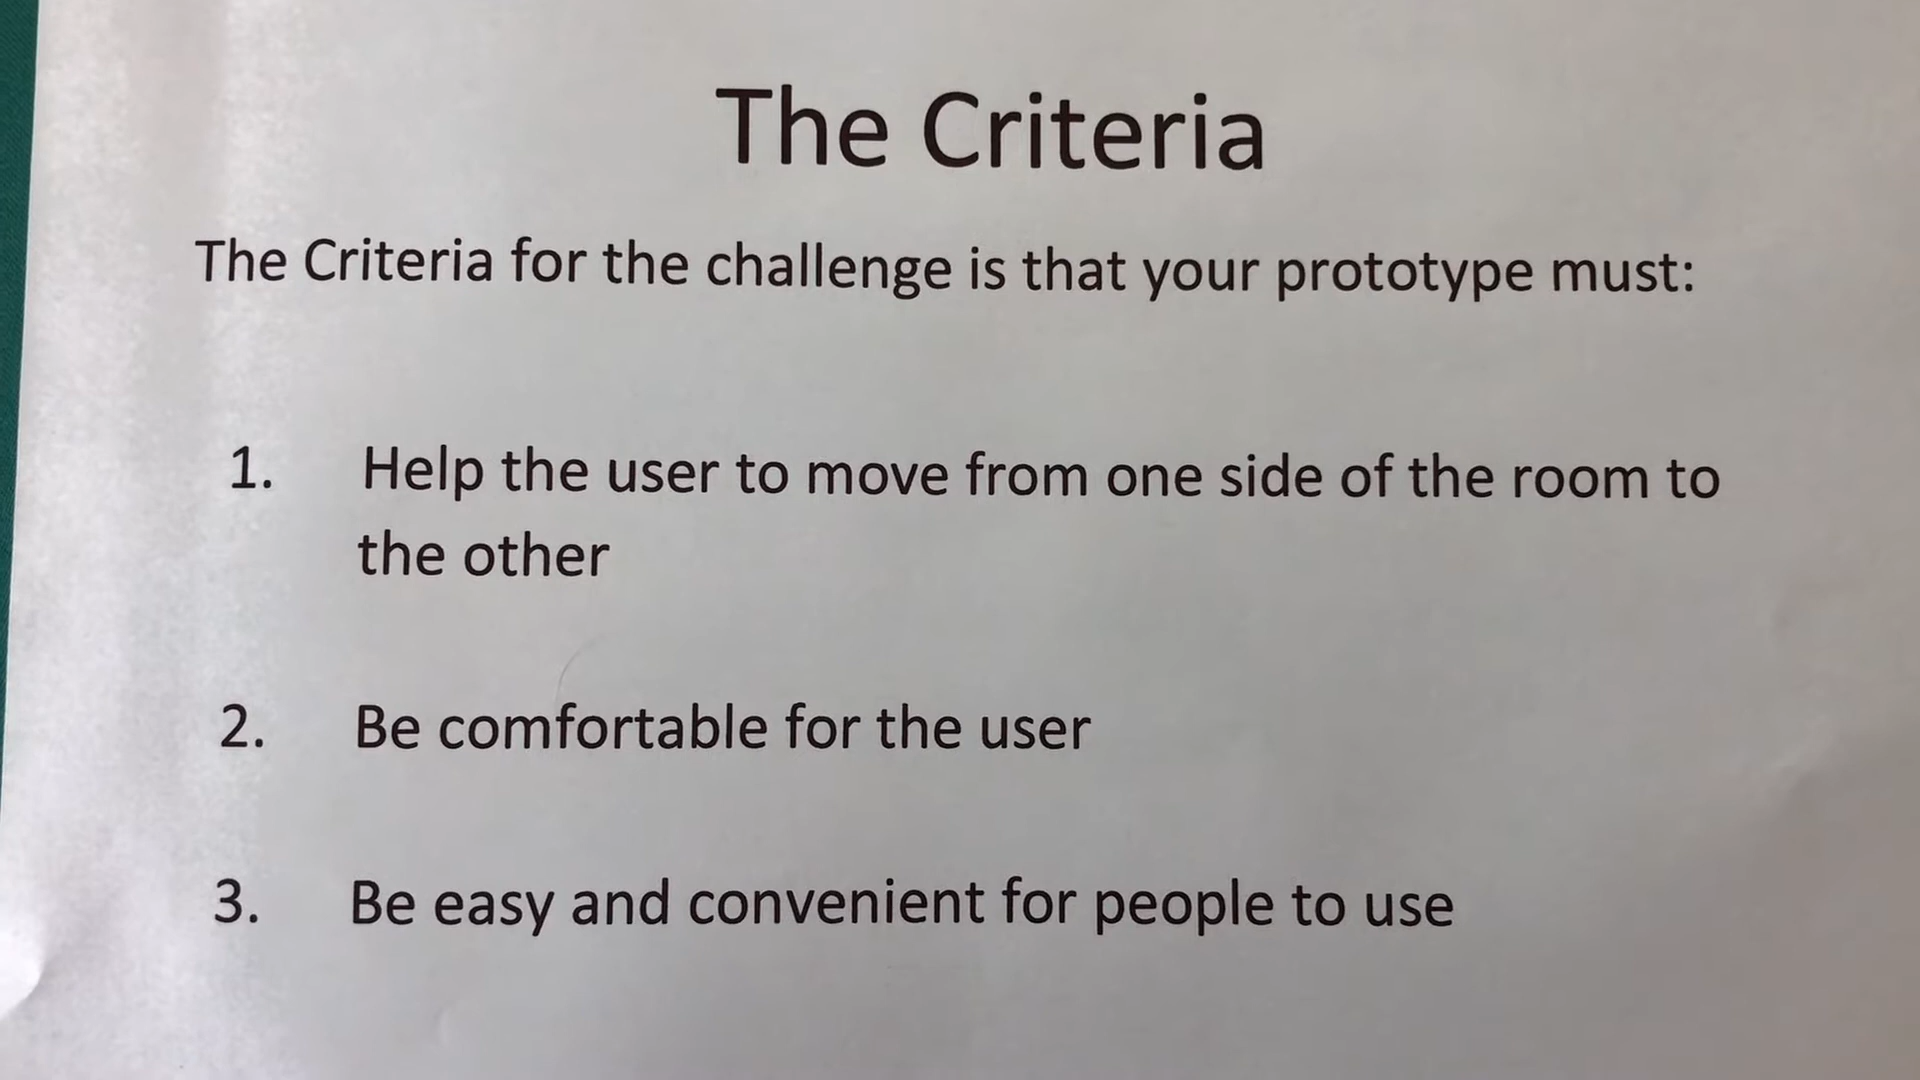 The Criteria
The Criteria for the challenge is that your prototype must:
1. Help the user to move from one side of the room to
the other
2. Be comfortable for the user
3. Be easy and convenient for people to use